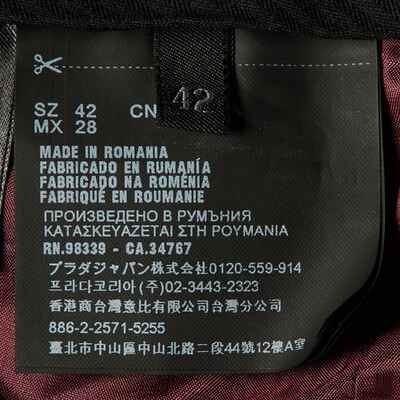 SZ 42 CN
MX 28
42
MADE IN ROMANIA
FABRICADO EN RUMANÍA
FABRICADO NA ROMÉNIA
FABRIQUÉ EN ROUMANIE
ПРОИЗВЕДЕНО В РУМЪНИЯ
ΚΑΤΑΣΚΕΥΑΖΕΤΑΙ ΣΤΗ ΡΟΥΜΑΝΙΑ
RN.98339 - CA.34767
プラダジャパン株式会社0120-559-914
프라다코리아(주)02-3443-2323
香港商台灣意比有限公司台灣分公司
886-2-2571-5255
臺北市中山區中山北路二段44號12樓A室